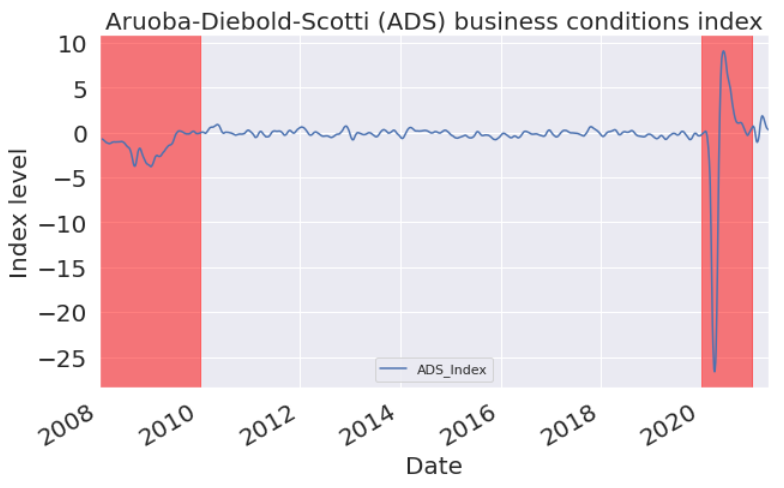 Aruoba-Diebold-Scotti (ADS) business conditions index
10
5
0
−5
−10
−15
−20
−25
Index level
ADS_Index
2008 2010 2012 2014 2016 2018 2020
Date